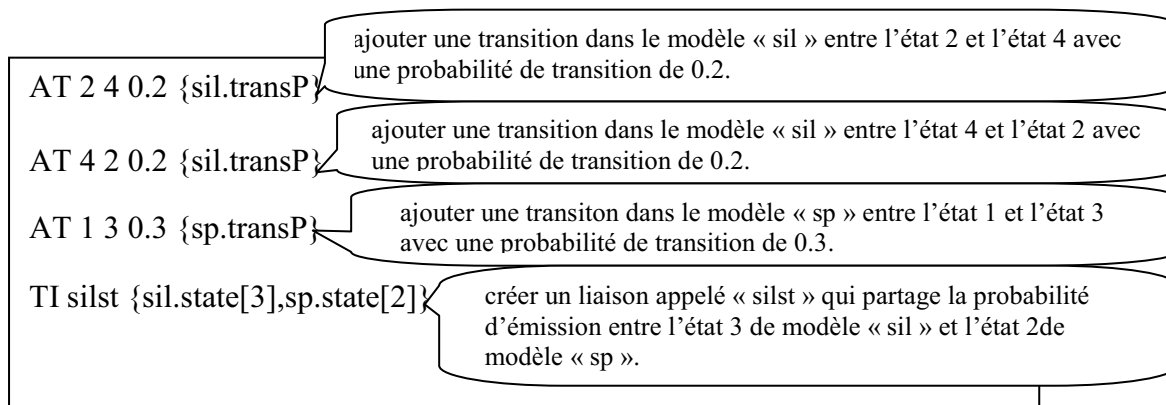 ajouter une transition dans le modèle « sil » entre l’état 2 et l’état 4 avec
une probabilité de transition de 0.2.
AT 2 4 0.2 {sil.transP}
ajouter une transition dans le modèle « sil » entre l’état 4 et l’état 2 avec
une probabilité de transition de 0.2.
AT 4 2 0.2 {sil.transP}
ajouter une transiton dans le modèle « sp » entre l’état 1 et l’état 3
avec une probabilité de transition de 0.3.
AT 1 3 0.3 {sp.transP}
TI silst {sil.state[3],sp.state[2]}
créer un liaison appelé « silst » qui partage la probabilité
d’émission entre l’état 3 de modèle « sil » et l’état 2de
modèle « sp ».